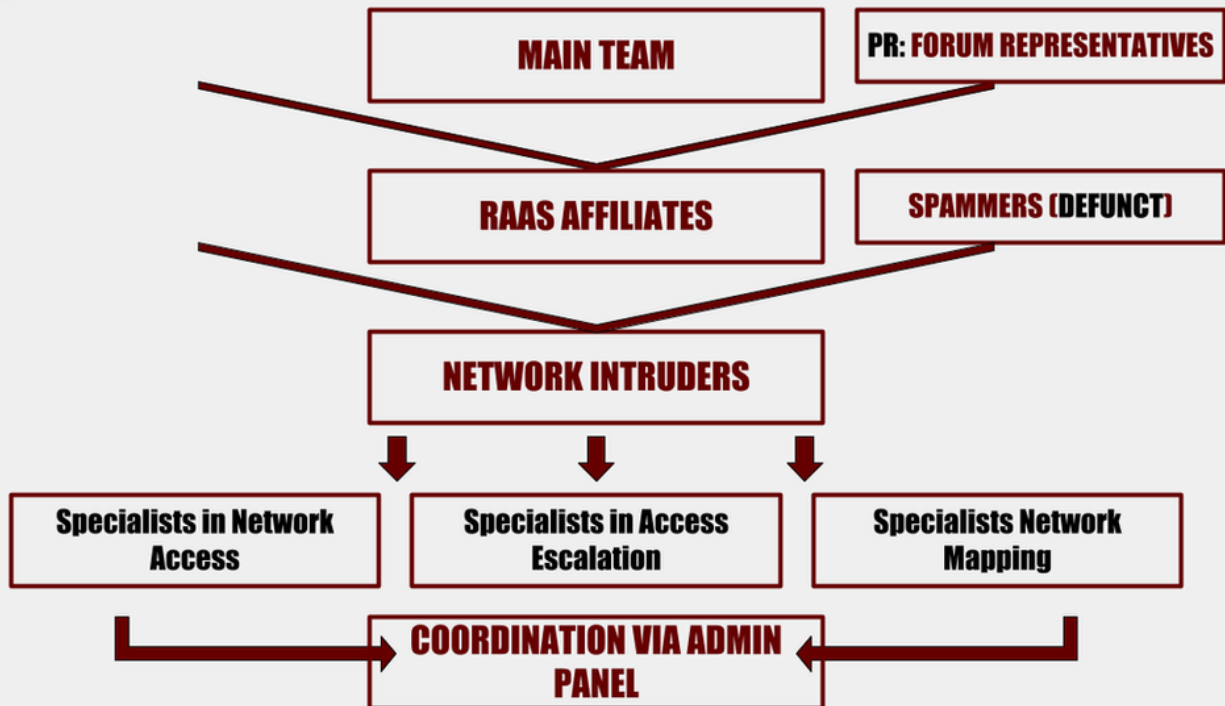 MAIN TEAM
PR: FORUM REPRESENTATIVES
RAAS AFFILIATES
SPAMMERS (DEFUNCT)
NETWORK INTRUDERS
Specialists in Network
Access
Specialists in Access
Escalation
Specialists Network
Mapping
COORDINATION VIA ADMIN
PANEL